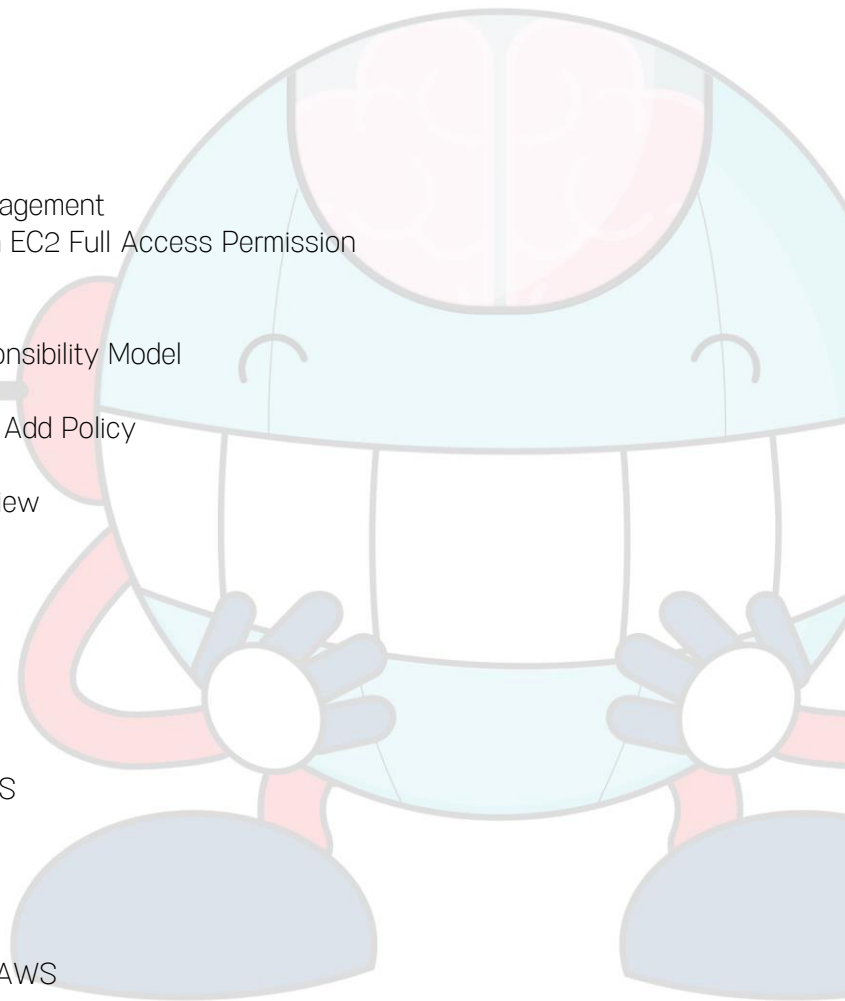 agement
EC2 Full Access Permission
onsibility Model
Add Policy
iew
S
AWS